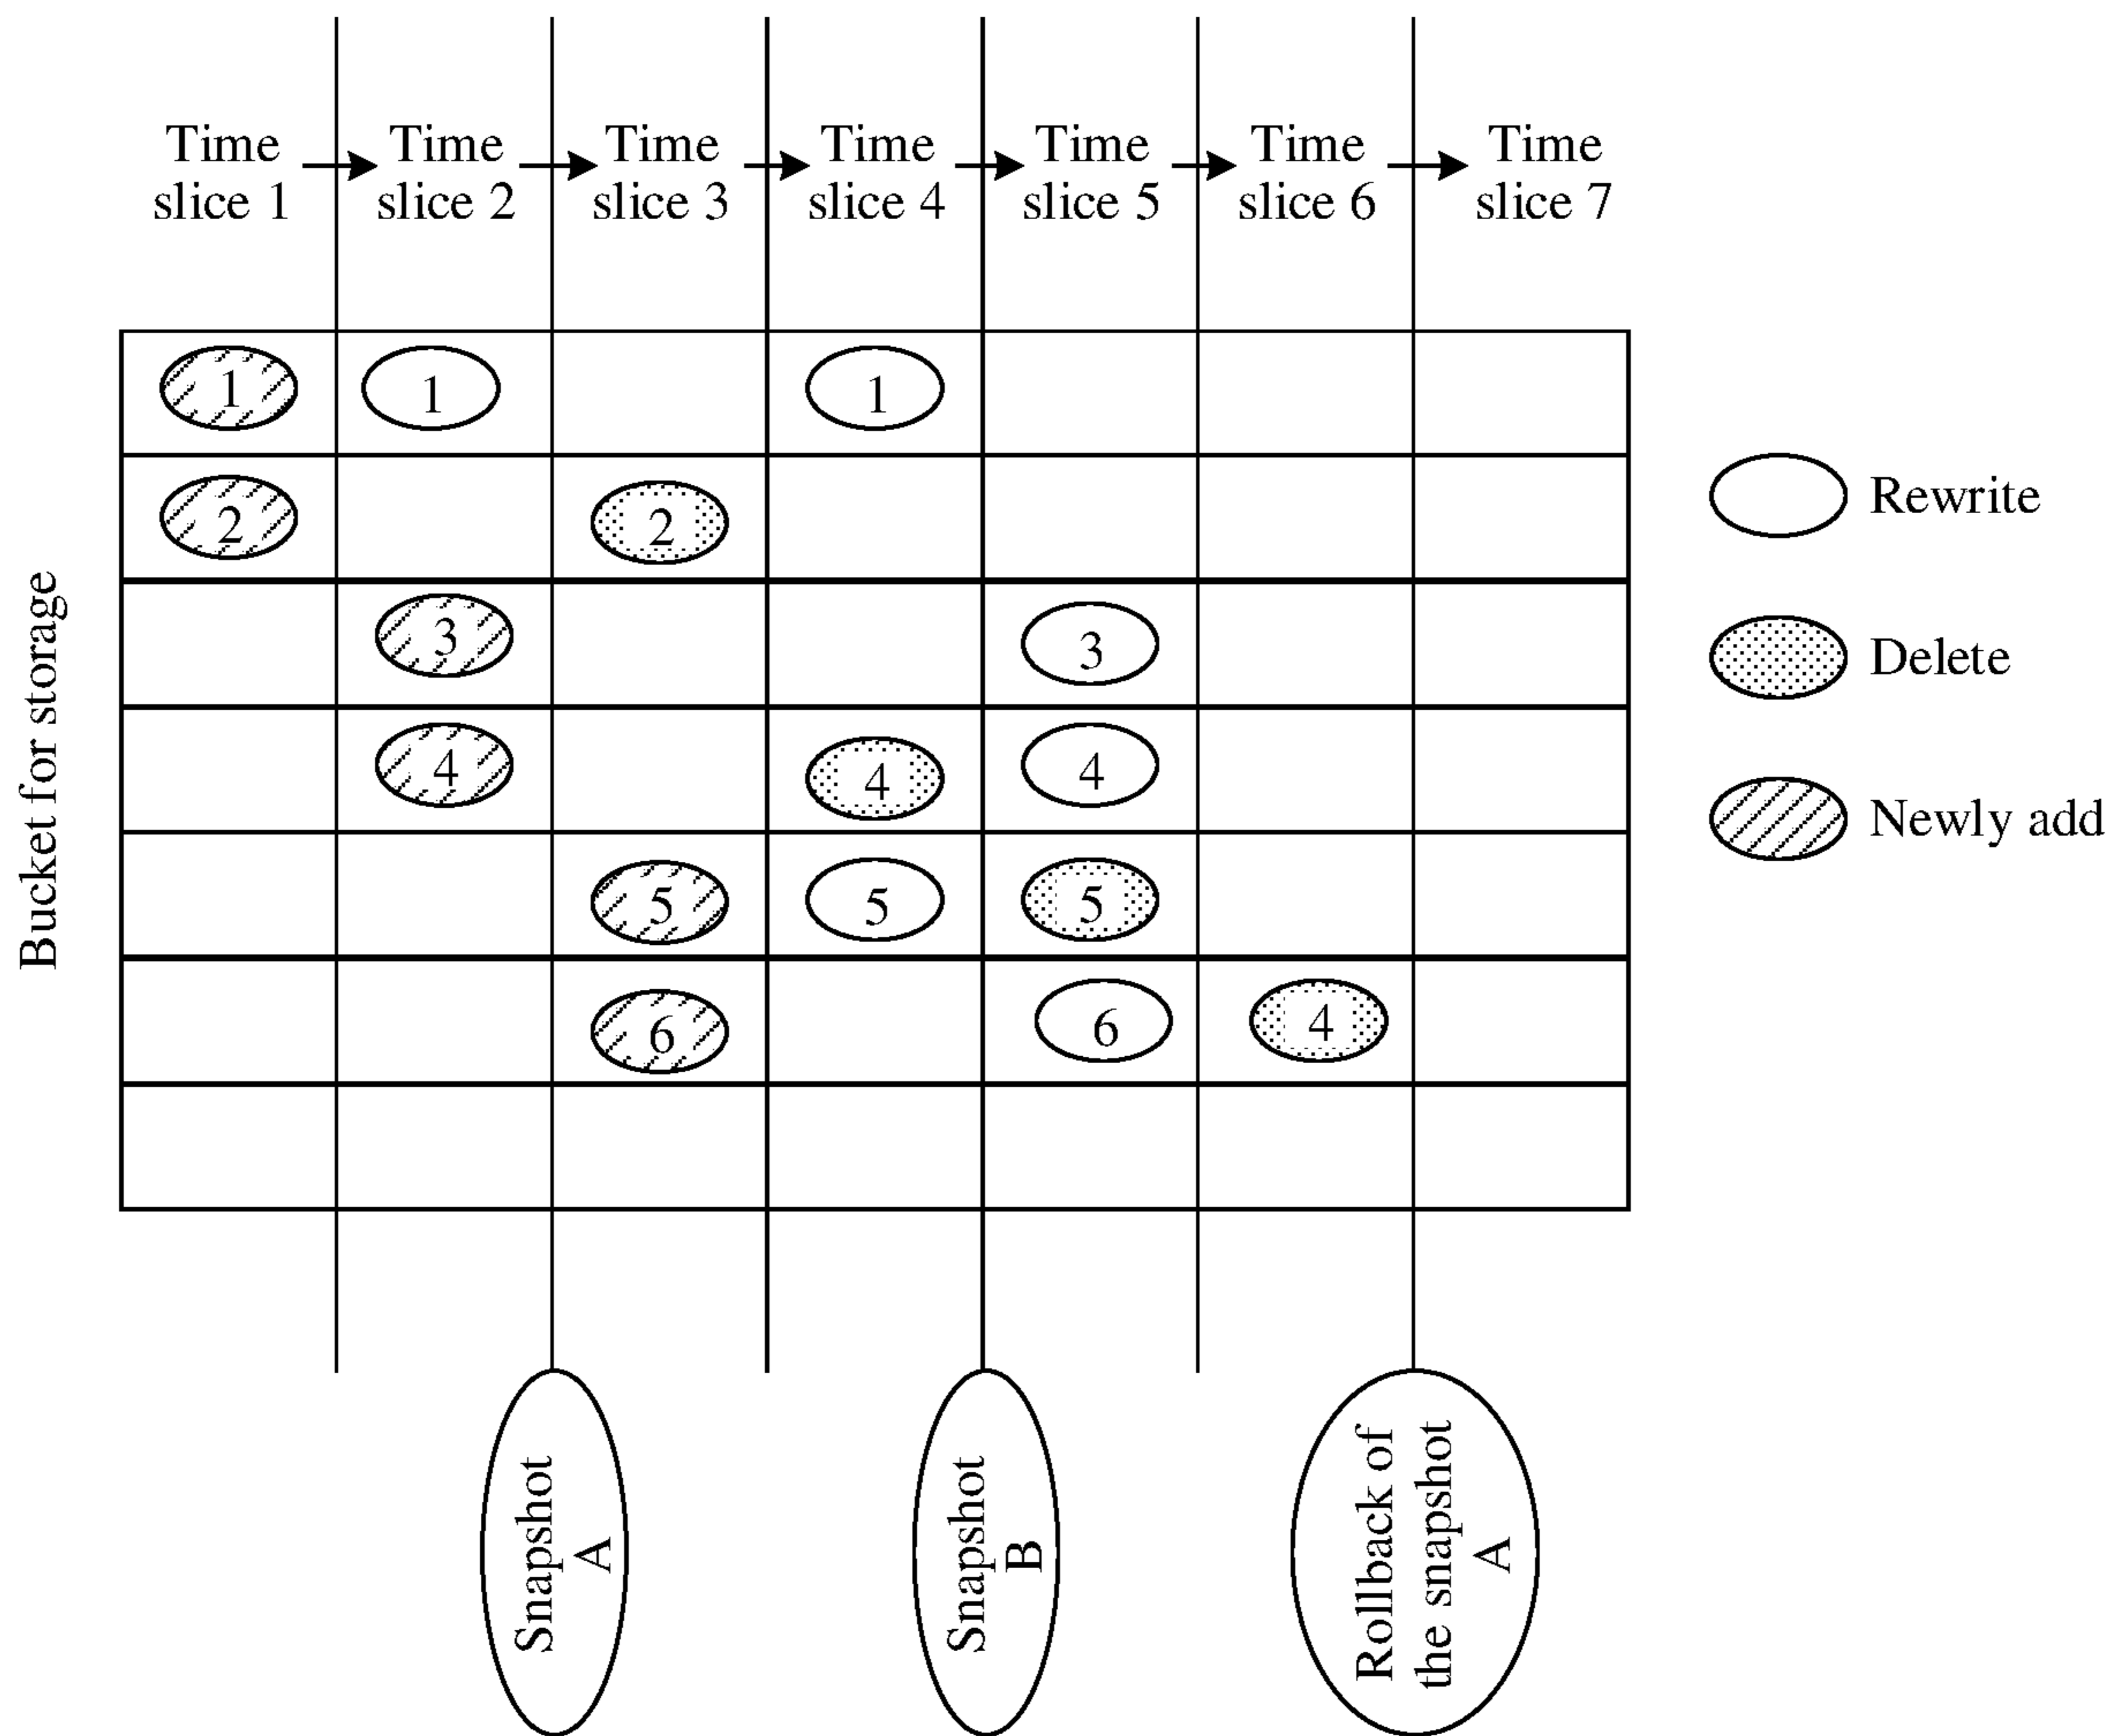 Time
slice 1
Time
slice 2
Time
slice 3
Time
slice 4
Time
slice 5
Time
slice 6
Time
slice 7
Bucket for storage
1
1
1
2
2
3
3
4
4
4
5
5
5
6
6
4
Rewrite
Delete
Newly add
Snapshot
A
Snapshot
B
Rollback of
the snapshot
A